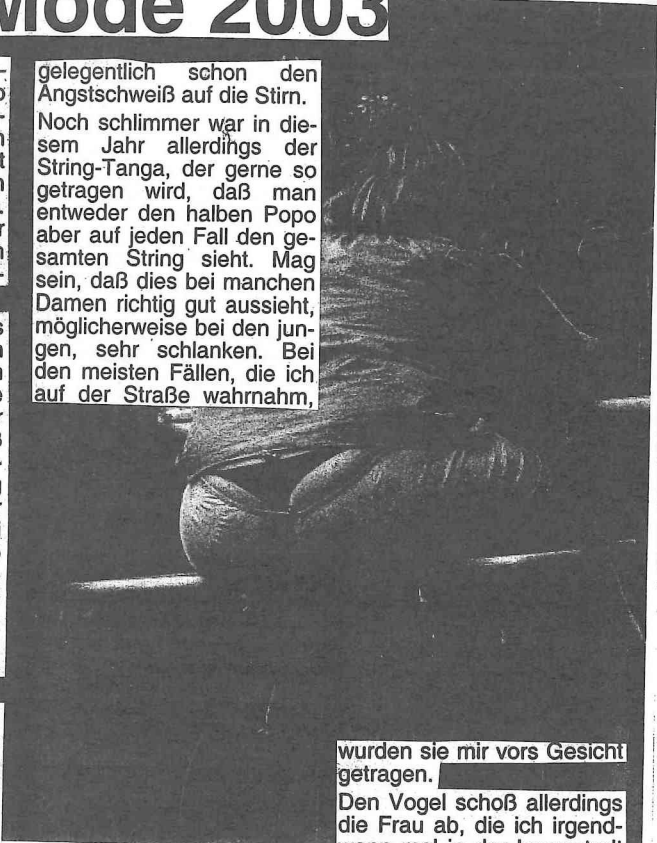 Mode 2003
gelegentlich schon den
Angstschweiß auf die Stirn.
Noch schlimmer war in die-
sem Jahr allerdings der
String-Tanga, der gerne so
getragen wird, daß man
entweder den halben Popo
aber auf jeden Fall den ge-
samten String sieht. Mag
sein, daß dies bei manchen
Damen richtig gut aussieht,
möglicherweise bei den jun-
gen, sehr schlanken. Bei
den meisten Fällen, die ich
auf der Straße wahrnahm,
wurden sie mir vors Gesicht
getragen.
Den Vogel schoß allerdings
die Frau ab, die ich irgend-